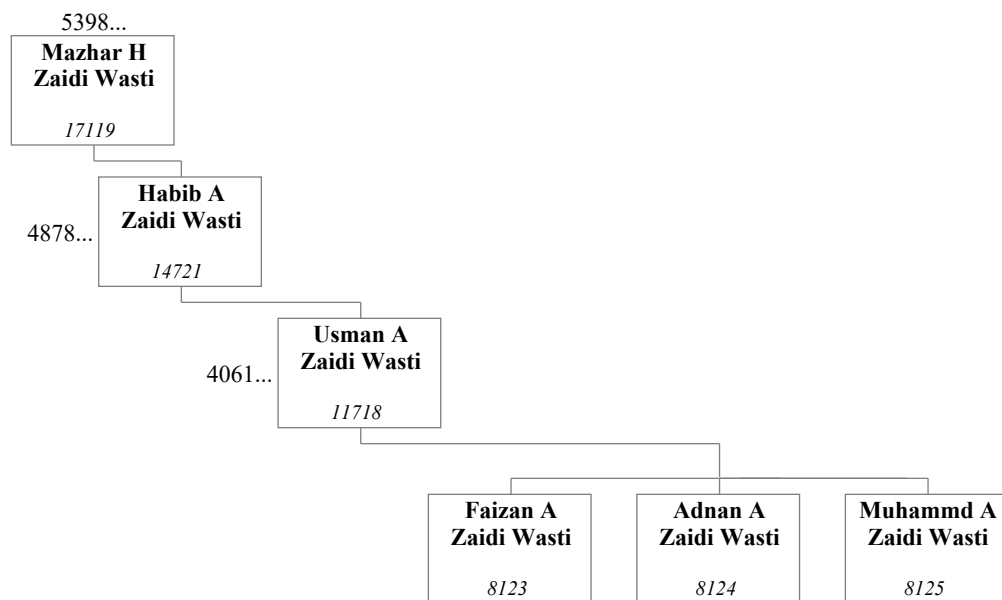 5398...
Mazhar H
Zaidi Wasti
17119
Habib A
Zaidi Wasti
4878...
14721
Usman A
Zaidi Wasti
4061...
11718
Faizan A
Zaidi Wasti
8123
Adnan A
Zaidi Wasti
8124
Muhammd A
Zaidi Wasti
8125